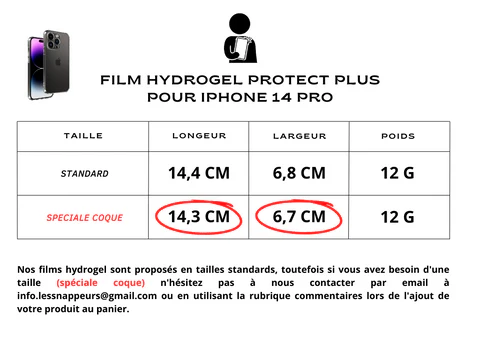 FILM HYDROGEL PROTECT PLUS
POUR IPHONE 14 PRO
TAILLE LONGEUR LARGEUR POIDS
STANDARD 14,4 CM 6,8 CM 12 G
SPECIALE COQUE 14,3 CM 6,7 CM 12 G
Nos films hydrogel sont proposés en tailles standards, toutefois si vous avez besoin d'une
taille (spéciale coque) n'hésitez pas à nous contacter par email à
info.lessnappeurs@gmail.com ou en utilisant la rubrique commentaires lors de l'ajout de
votre produit au panier.